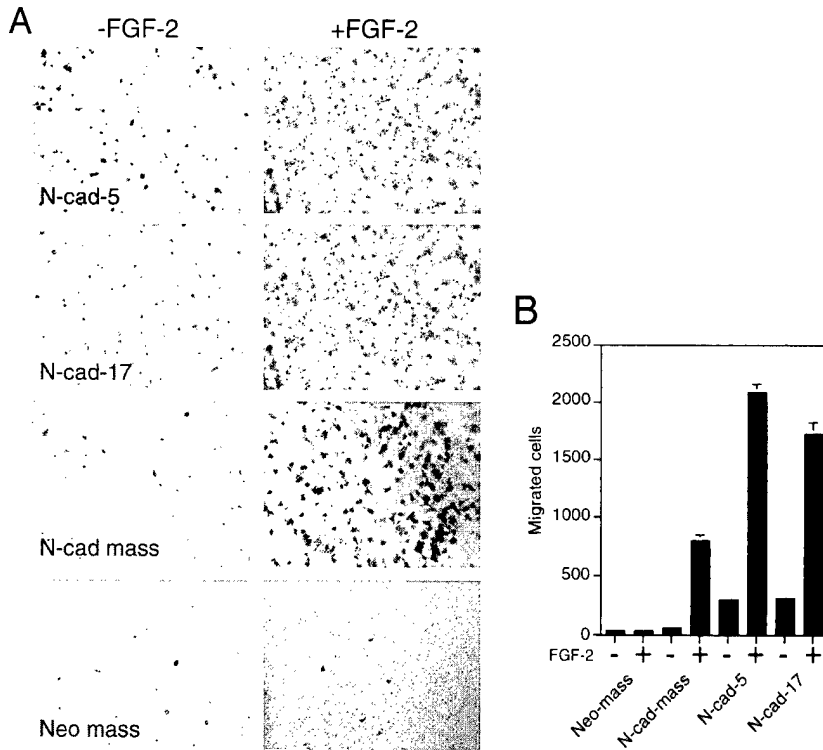 A
-FGF-2
+FGF-2
N-cad-5
N-cad-17
N-cad mass
Neo mass
B
Migrated cells
2500
2000
1500
1000
500
0
FGF-2 - + - + - + - +
Neo-mass
N-cad-mass
N-cad-5
N-cad-17